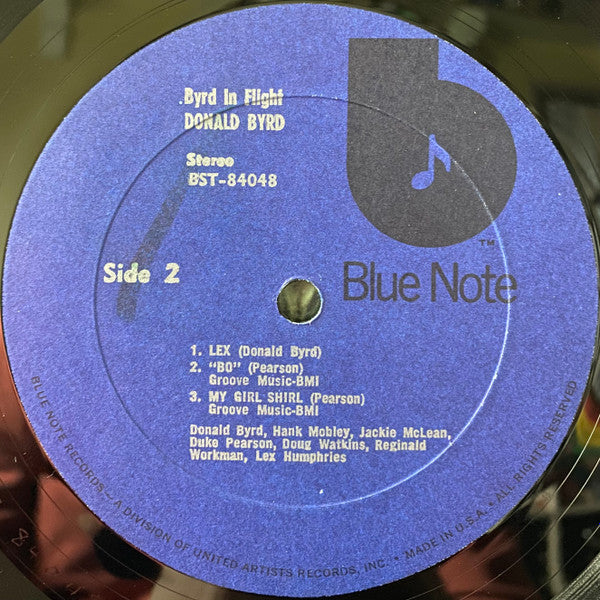 Byrd In Flight
DONALD BYRD
Stereo
BST-84048
Side 2
b
TM
Blue Note
1. LEX (Donald Byrd)
2. "BO" (Pearson)
Groove Music-BMI
3. MY GIRL SHIRL (Pearson)
Groove Music-BMI
Donald Byrd, Hank Mobley, Jackie McLean,
Duke Pearson, Doug Watkins, Reginald
Workman, Lex Humphries
BLUE NOTE RECORDS – A DIVISION OF UNITED ARTISTS RECORDS, INC. • MADE IN U.S.A. • ALL RIGHTS RESERVED